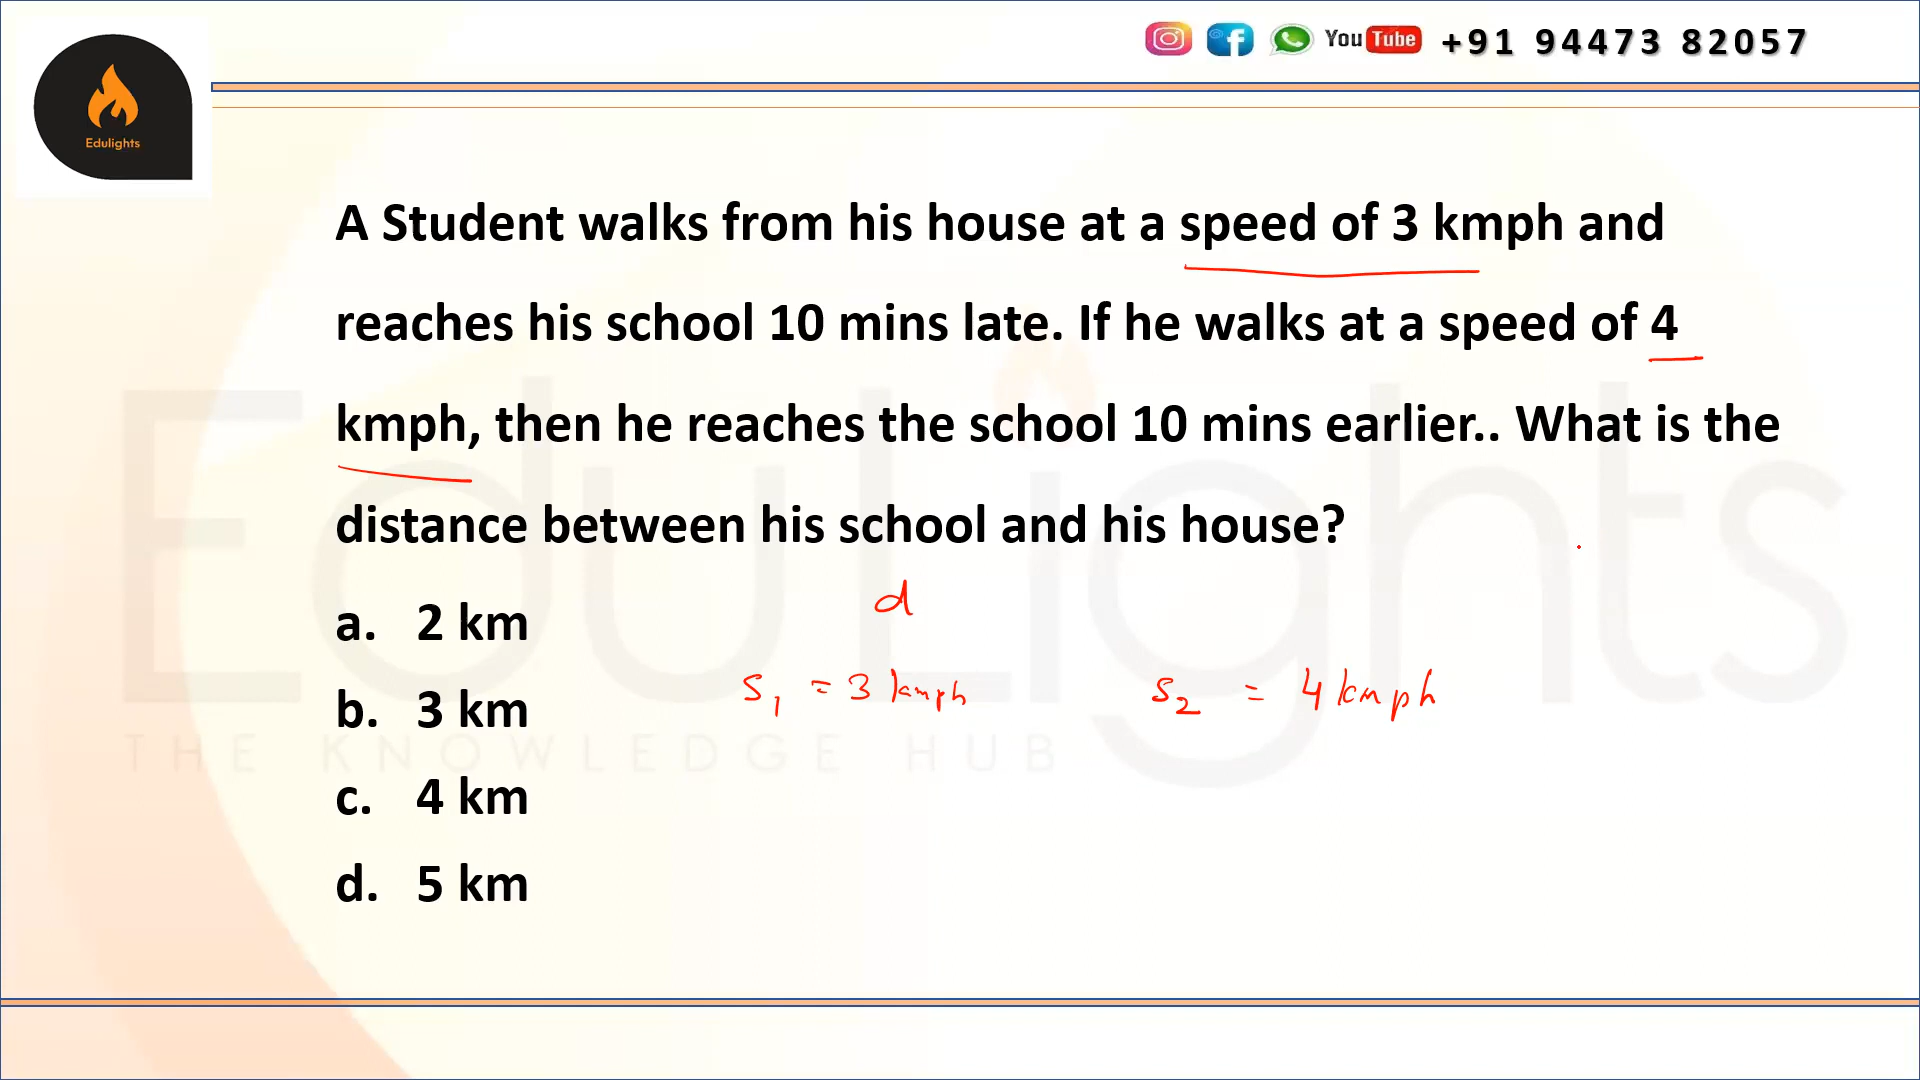 You Tube +91 94473 82057
Edulights
A Student walks from his house at a speed of 3 kmph and
reaches his school 10 mins late. If he walks at a speed of 4
kmph, then he reaches the school 10 mins earlier.. What is the
distance between his school and his house?
d
a. 2 km
S1 = 3 kmph S2 = 4 kmph
b. 3 km
c. 4 km
d. 5 km
EduLights
THE KNOWLEDGE HUB